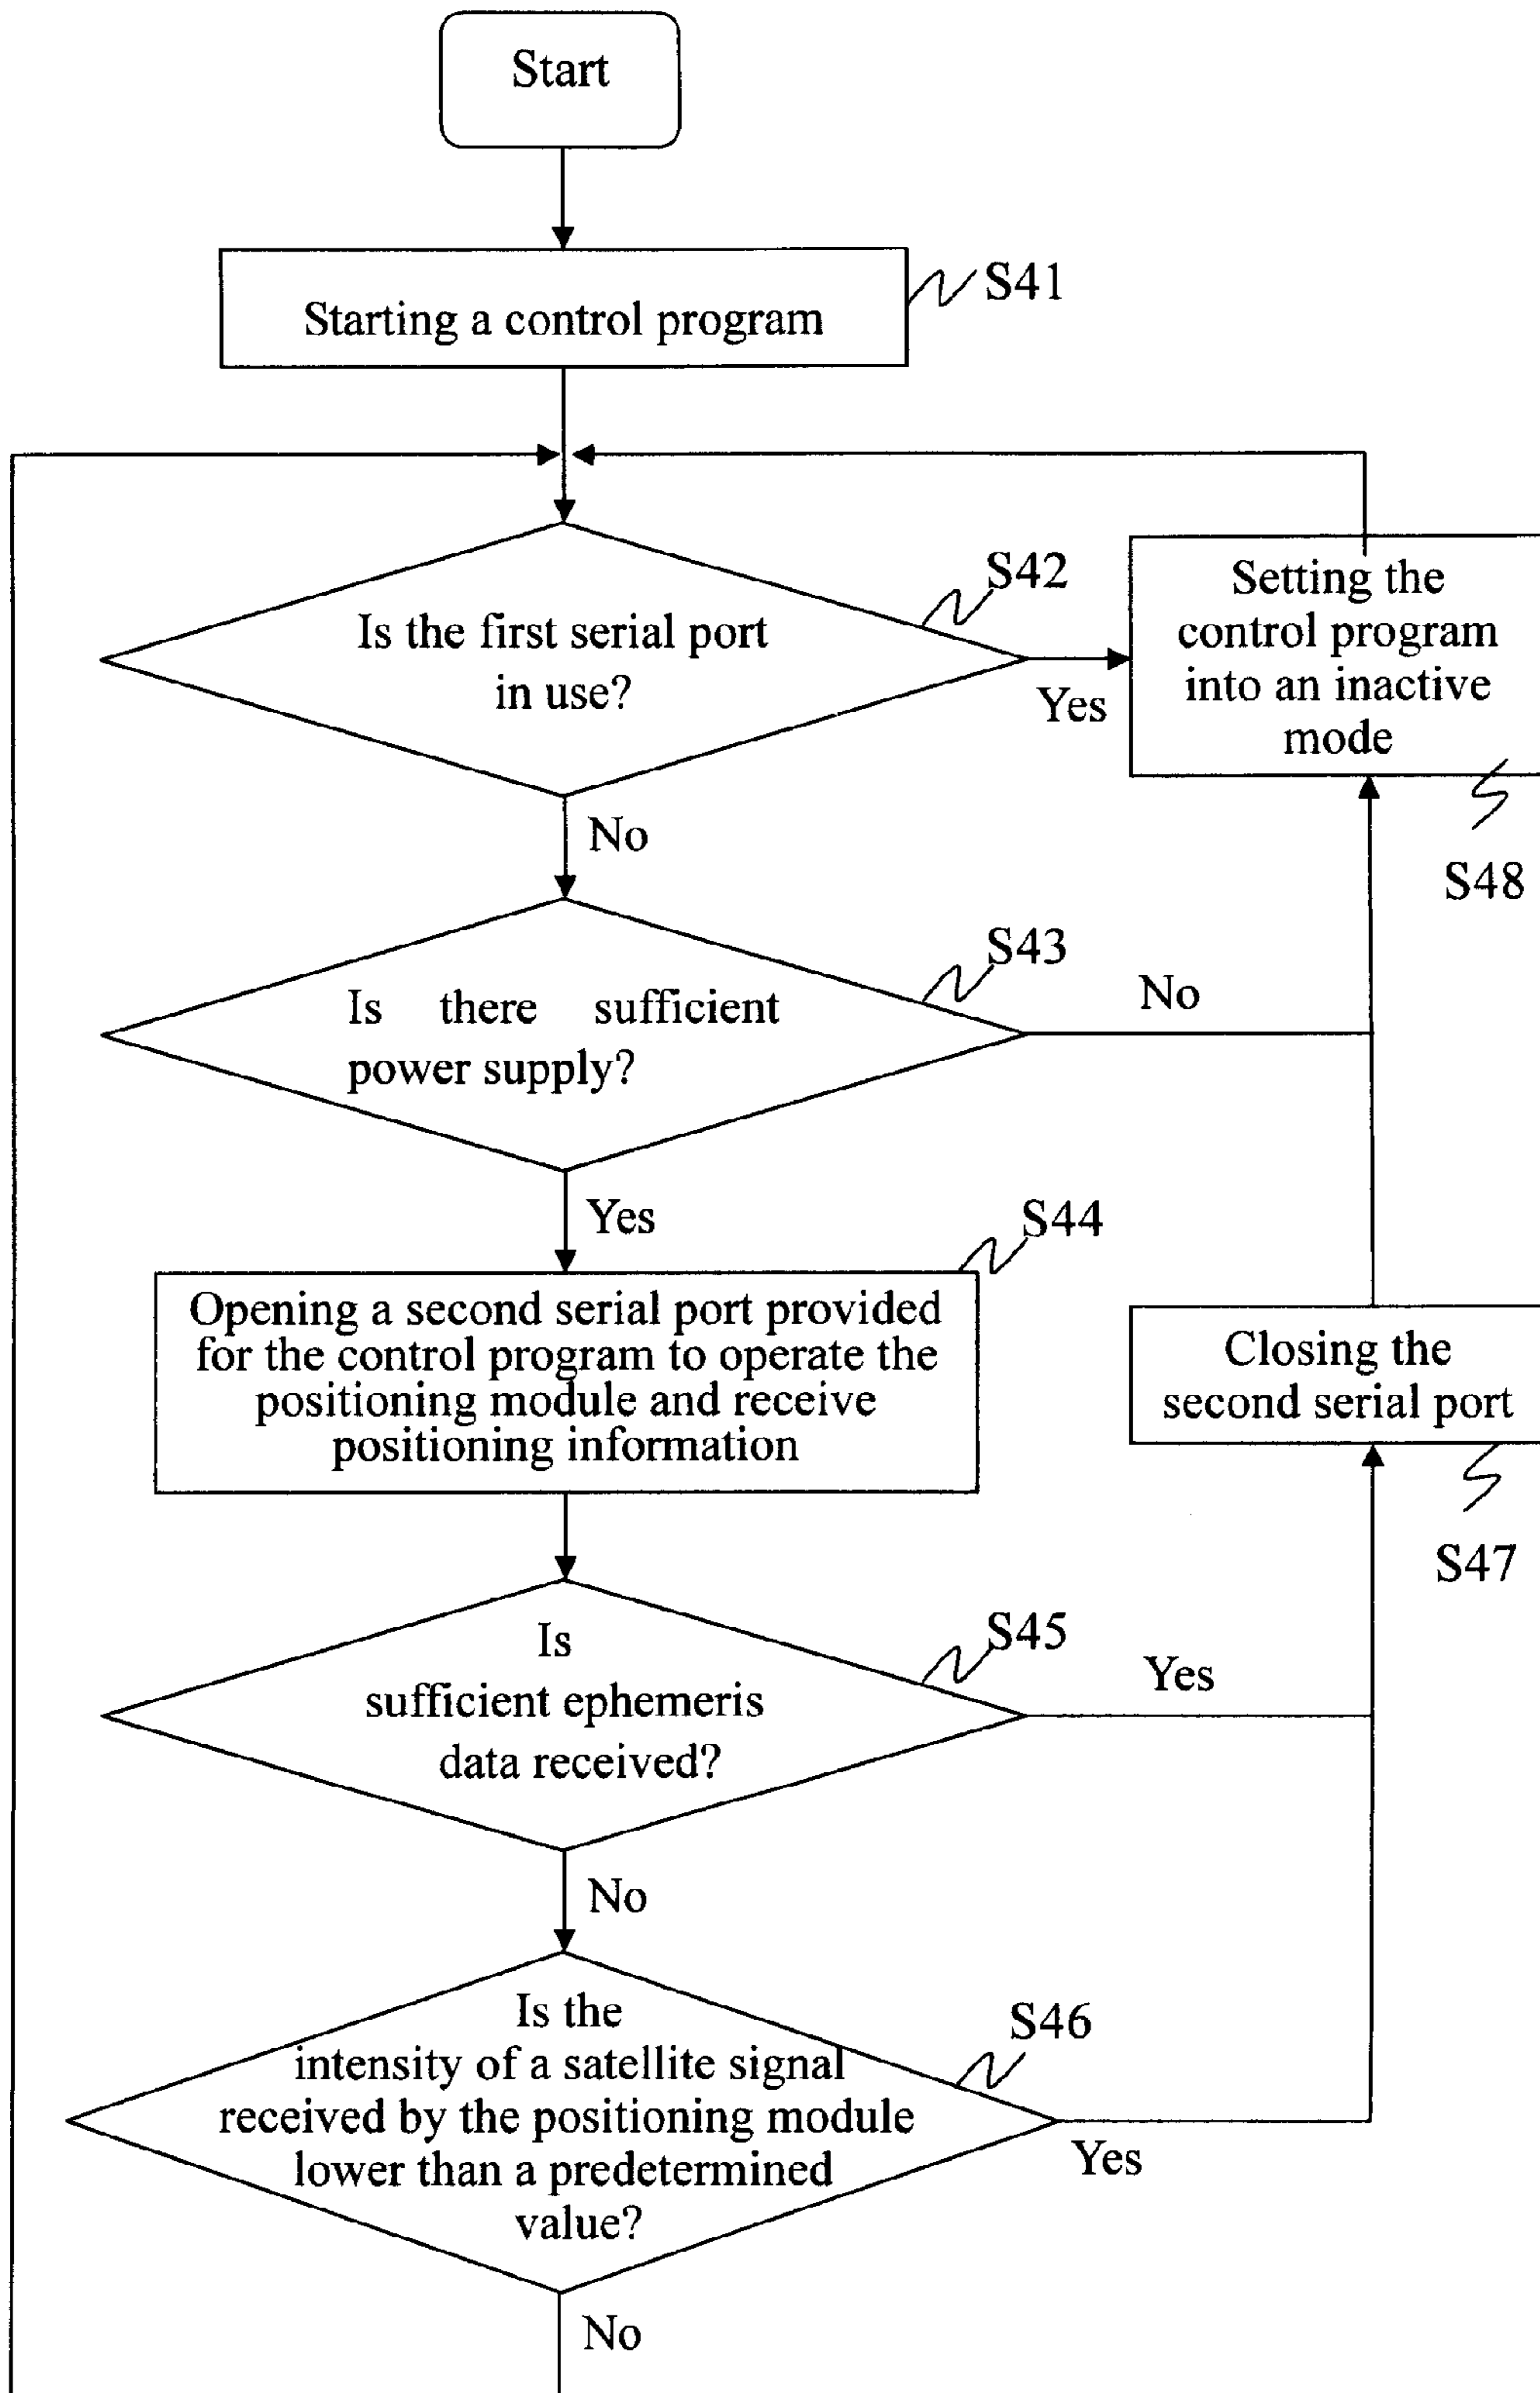 Start
Starting a control program
S41
S42
Is the first serial port
in use?
Yes
Setting the
control program
into an inactive
mode
S48
No
S43
Is there sufficient
power supply?
No
Yes
S44
Opening a second serial port provided
for the control program to operate the
positioning module and receive
positioning information
Closing the
second serial port
S47
S45
Is
sufficient ephemeris
data received?
Yes
No
S46
Is the
intensity of a satellite signal
received by the positioning module
lower than a predetermined
value?
Yes
No